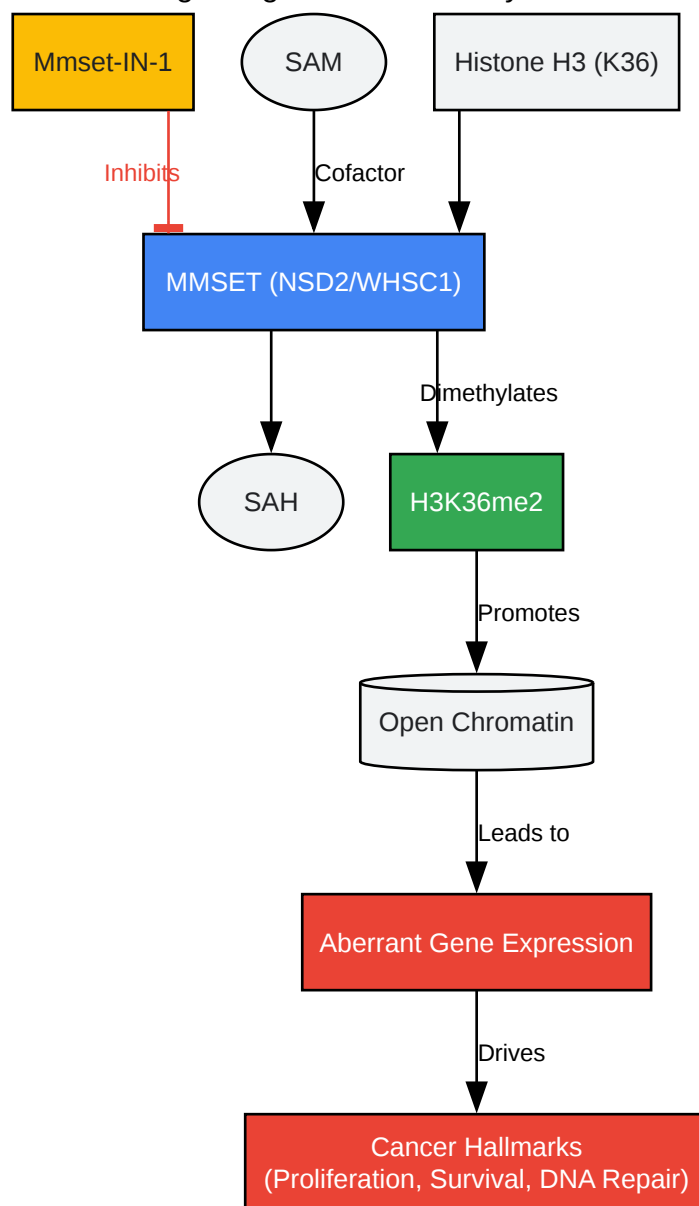 Mmset-IN-1
SAM
Histone H3 (K36)
Inhibits
Cofactor
MMSET (NSD2/WHSC1)
Dimethylates
SAH
H3K36me2
Promotes
Open Chromatin
Leads to
Aberrant Gene Expression
Drives
Cancer Hallmarks
(Proliferation, Survival, DNA Repair)